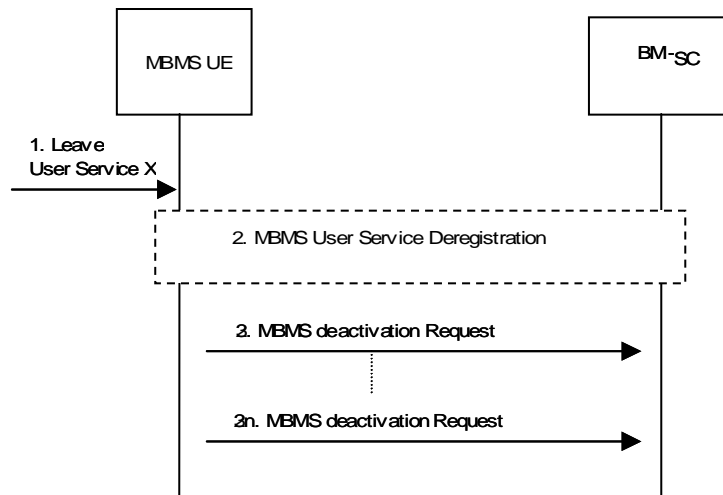 MBMS UE
BM-SC
1. Leave
User Service X
2. MBMS User Service Deregistration
3. MBMS deactivation Request
3n. MBMS deactivation Request